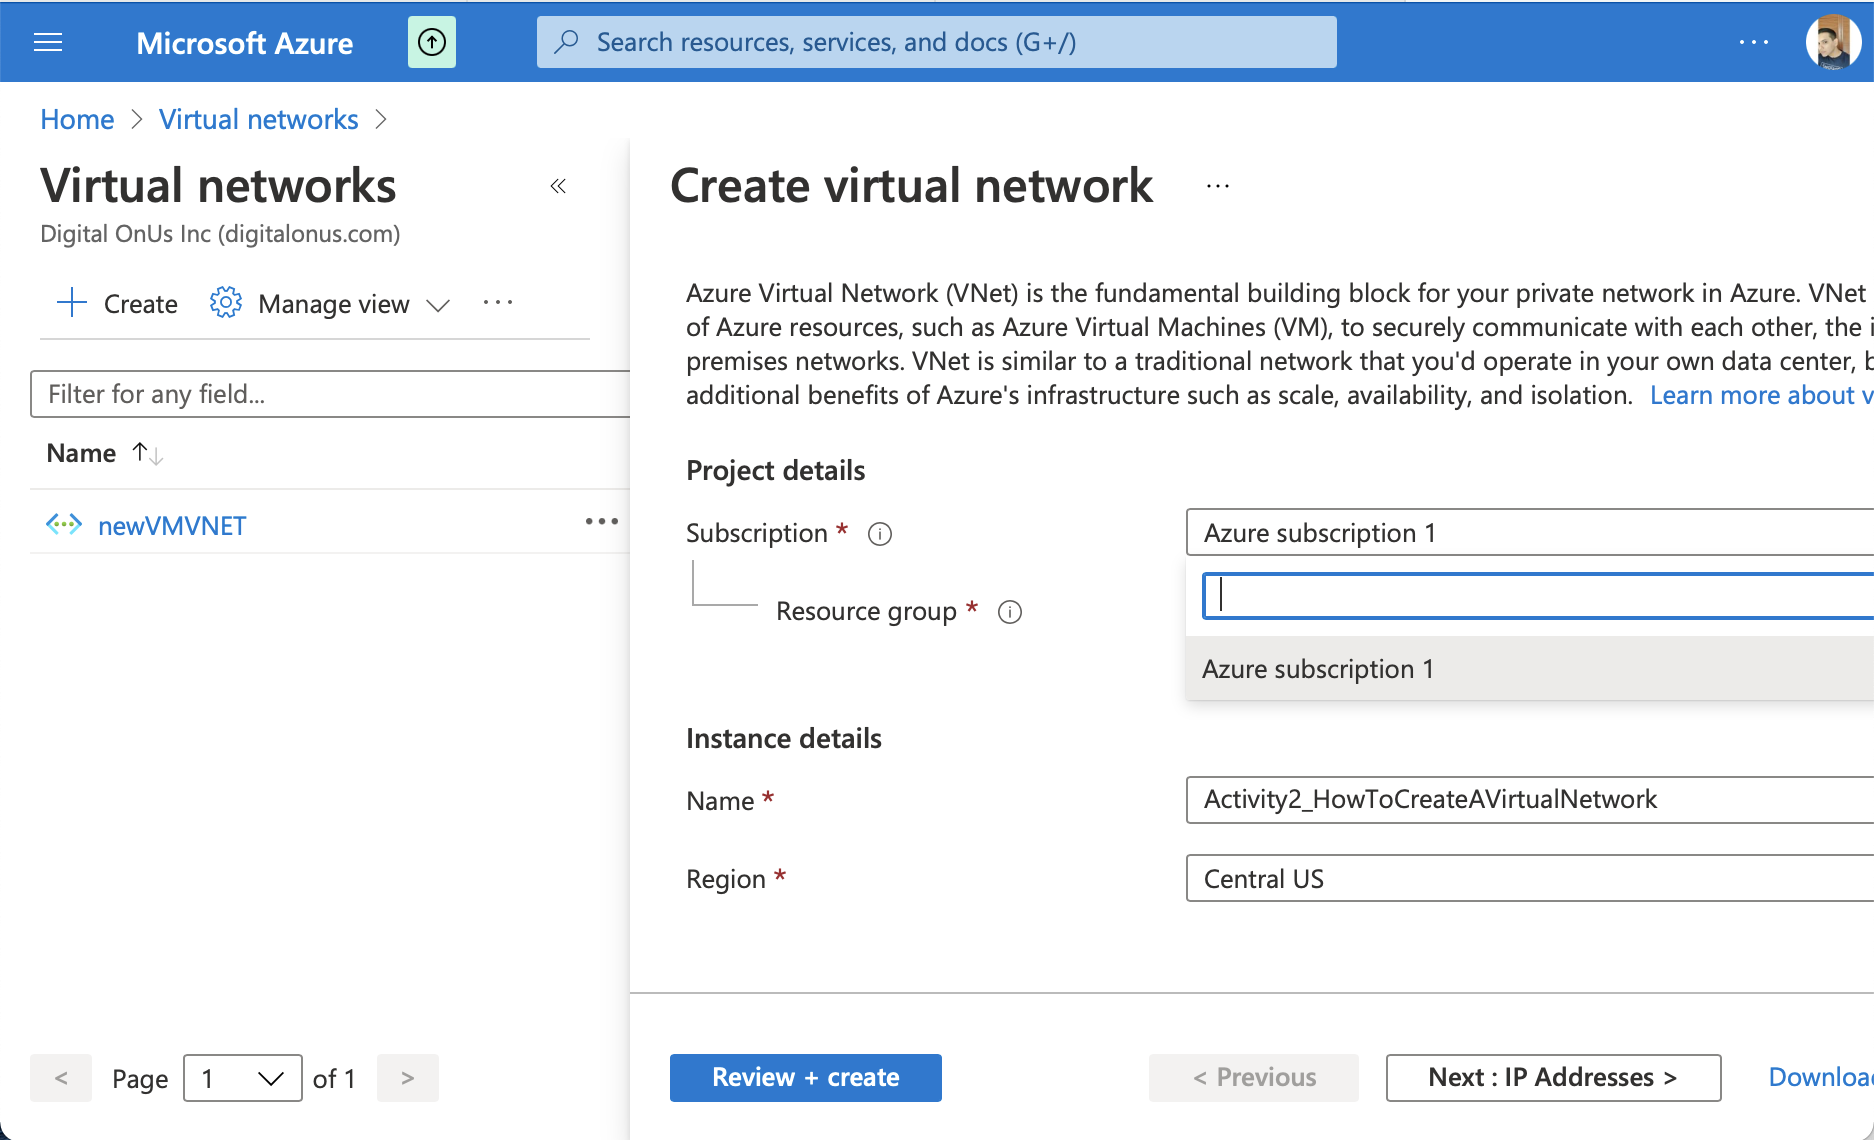 Microsoft Azure
Search resources, services, and docs (G+/)
Home > Virtual networks >
Virtual networks
Digital OnUs Inc (digitalonus.com)
Create Manage view
Filter for any field...
Name
newVMVNET
Page 1 of 1
Create virtual network
Azure Virtual Network (VNet) is the fundamental building block for your private network in Azure. VNet
of Azure resources, such as Azure Virtual Machines (VM), to securely communicate with each other, the i
premises networks. VNet is similar to a traditional network that you'd operate in your own data center, b
additional benefits of Azure's infrastructure such as scale, availability, and isolation. Learn more about v
Project details
Subscription * Azure subscription 1
Resource group *
Azure subscription 1
Instance details
Name * Activity2_HowToCreateAVirtualNetwork
Region * Central US
Review + create < Previous Next : IP Addresses > Downloa